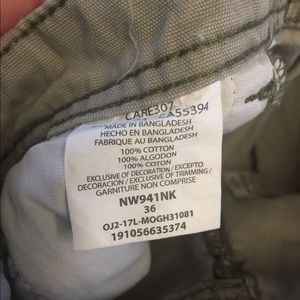 CARE307
MADE IN BANGLADESH
HECHO EN BANGLADESH
FABRIQUE AU BANGLADESH
100% COTTON
100% ALGODON
100% COTTON
EXCLUSIVE OF DECORATION / EXCEPTO
DECORACION / EXCLUSIVE OF TRIMMING /
GARNITURE NON COMPRISE
NW941NK
36
OJ2-17L-MOGH31081
191056635374